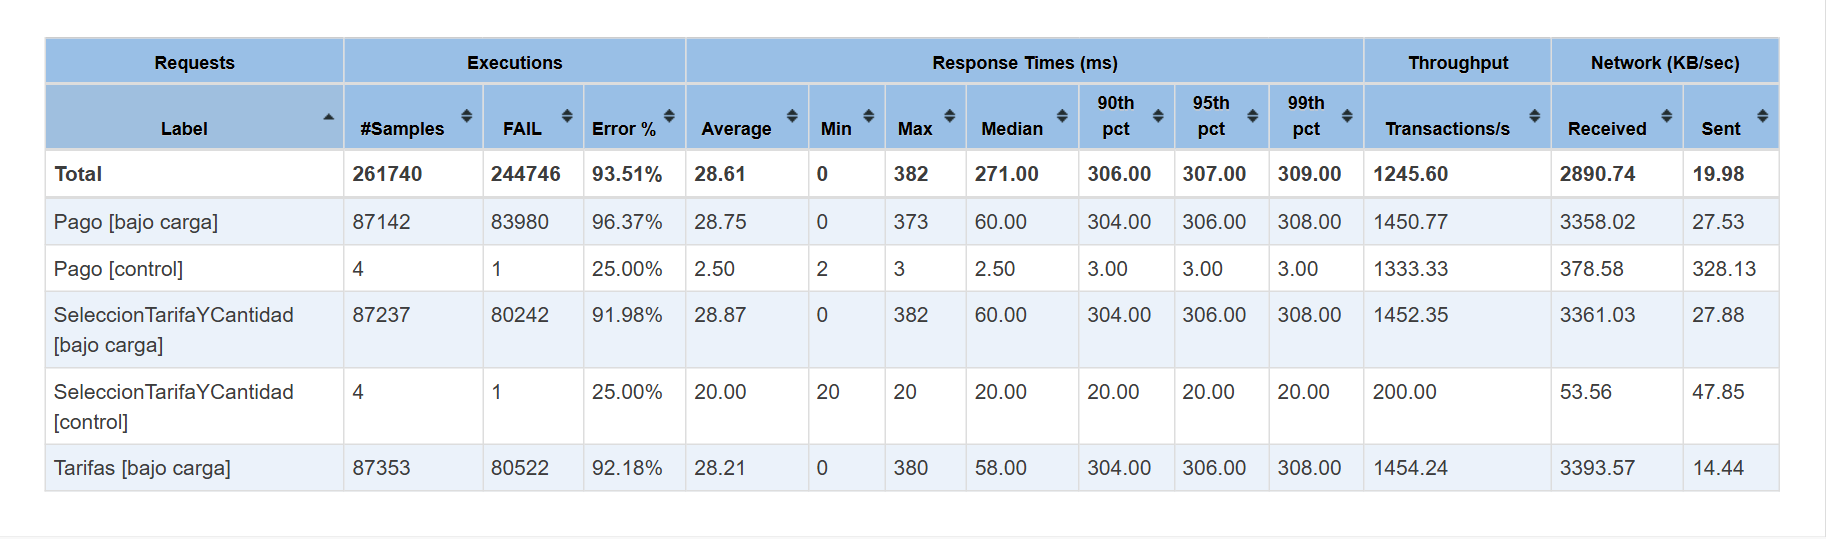 Requests Executions Response Times (ms) Throughput Network (KB/sec)
Label #Samples FAIL Error % Average Min Max Median 90th pct 95th pct 99th pct Transactions/s Received Sent
Total 261740 244746 93.51% 28.61 0 382 271.00 306.00 307.00 309.00 1245.60 2890.74 19.98
Pago [bajo carga] 87142 83980 96.37% 28.75 0 373 60.00 304.00 306.00 308.00 1450.77 3358.02 27.53
Pago [control] 4 1 25.00% 2.50 2 3 2.50 3.00 3.00 3.00 1333.33 378.58 328.13
SeleccionTarifaYCantidad [bajo carga] 87237 80242 91.98% 28.87 0 382 60.00 304.00 306.00 308.00 1452.35 3361.03 27.88
SeleccionTarifaYCantidad [control] 4 1 25.00% 20.00 20 20 20.00 20.00 20.00 20.00 200.00 53.56 47.85
Tarifas [bajo carga] 87353 80522 92.18% 28.21 0 380 58.00 304.00 306.00 308.00 1454.24 3393.57 14.44